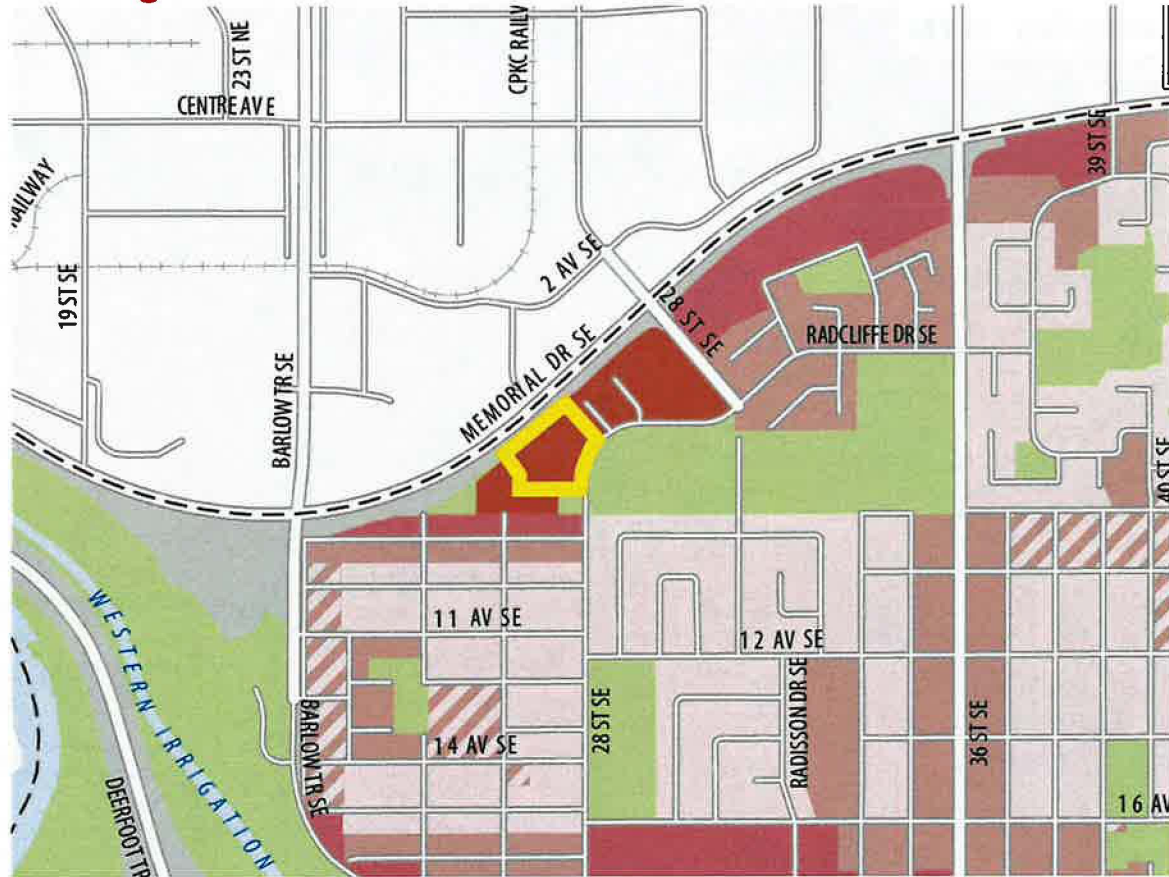 23 ST NE
CPKC RAILW
CENTRE AV E
RAILWAY
39 ST SE
19 ST SE
2 AV SE
28 ST SE
RADCLIFFE DR SE
BARLOW TR SE
MEMORIAL DR SE
40 ST SE
WESTERN IRRIGATION
11 AV SE
12 AV SE
BARLOW TR SE
14 AV SE
28 ST SE
RADISSON DR SE
36 ST SE
DEERFOOT TR
16 AV